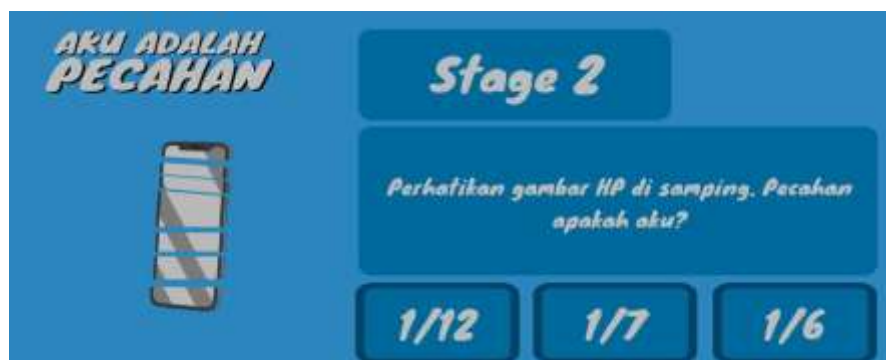 AKU ADALAH
PECAHAN
Stage 2
Perhatikan gambar HP di samping. Pecahan
apakah aku?
1/12
1/7
1/6